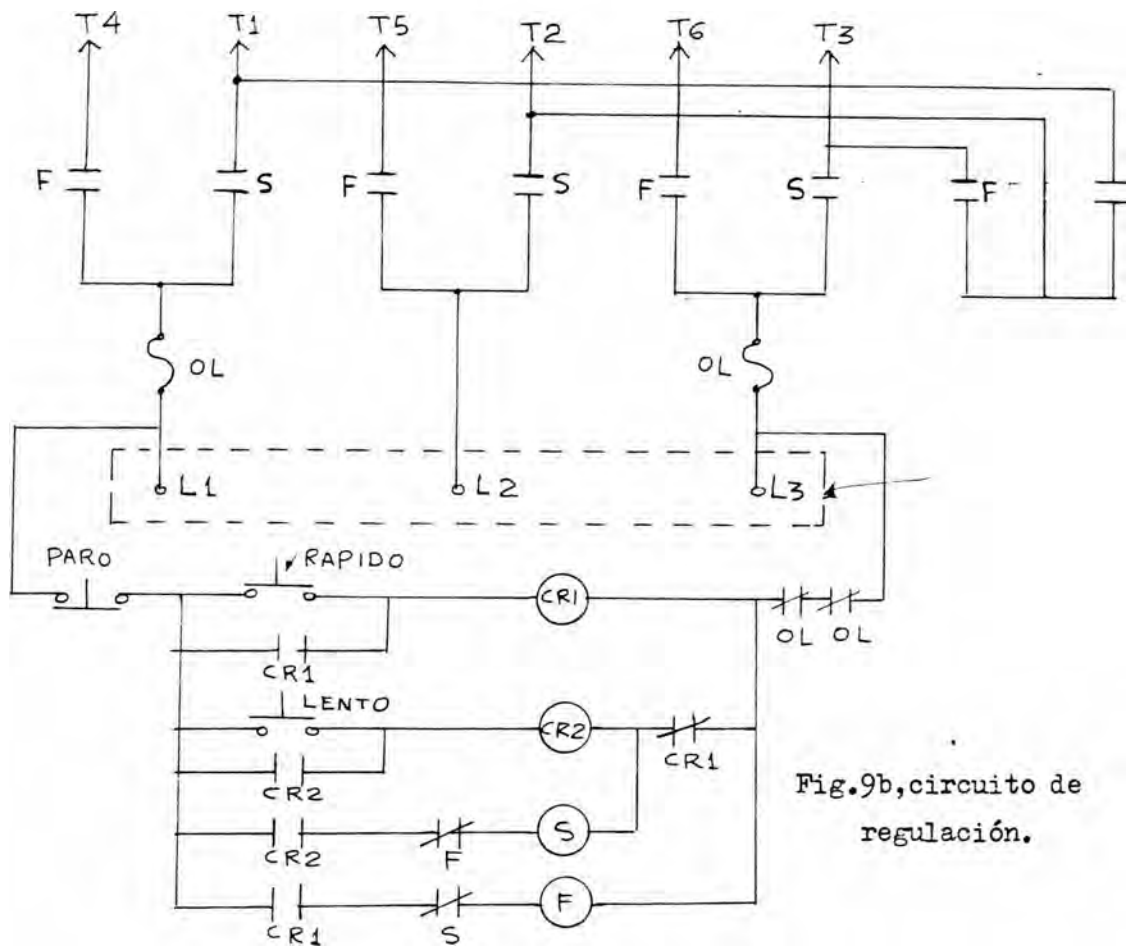 T4 T1 T5 T2 T6 T3
F S F S F S F
OL OL
L1 L2 L3
PARO RAPIDO
CR1
OL OL
CR1
LENTO
CR2
CR1
CR2
S
CR2 F
F
CR1 S
Fig.9b,circuito de
regulación.